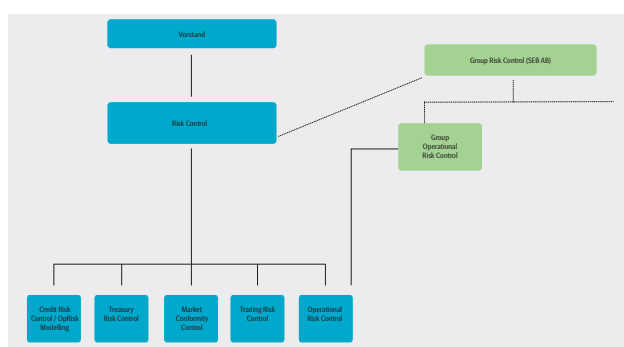 Vorstand
Group Risk Control (SEB AB)
Risk Control
Group
Operational
Risk Control
Credit Risk
Control / OpRisk
Modelling
Treasury
Risk Control
Market
Conformity
Control
Trading Risk
Control
Operational
Risk Control